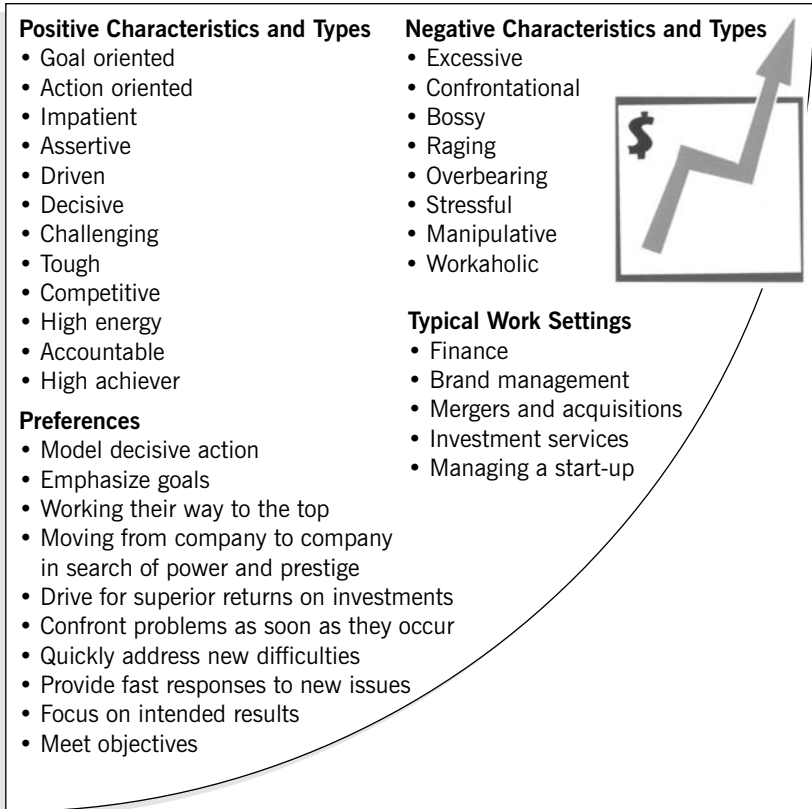 Positive Characteristics and Types
• Goal oriented
• Action oriented
• Impatient
• Assertive
• Driven
• Decisive
• Challenging
• Tough
• Competitive
• High energy
• Accountable
• High achiever
Preferences
• Model decisive action
• Emphasize goals
• Working their way to the top
• Moving from company to company
in search of power and prestige
• Drive for superior returns on investments
• Confront problems as soon as they occur
• Quickly address new difficulties
• Provide fast responses to new issues
• Focus on intended results
• Meet objectives
Negative Characteristics and Types
• Excessive
• Confrontational
• Bossy
• Raging
• Overbearing
• Stressful
• Manipulative
• Workaholic
$
Typical Work Settings
• Finance
• Brand management
• Mergers and acquisitions
• Investment services
• Managing a start-up